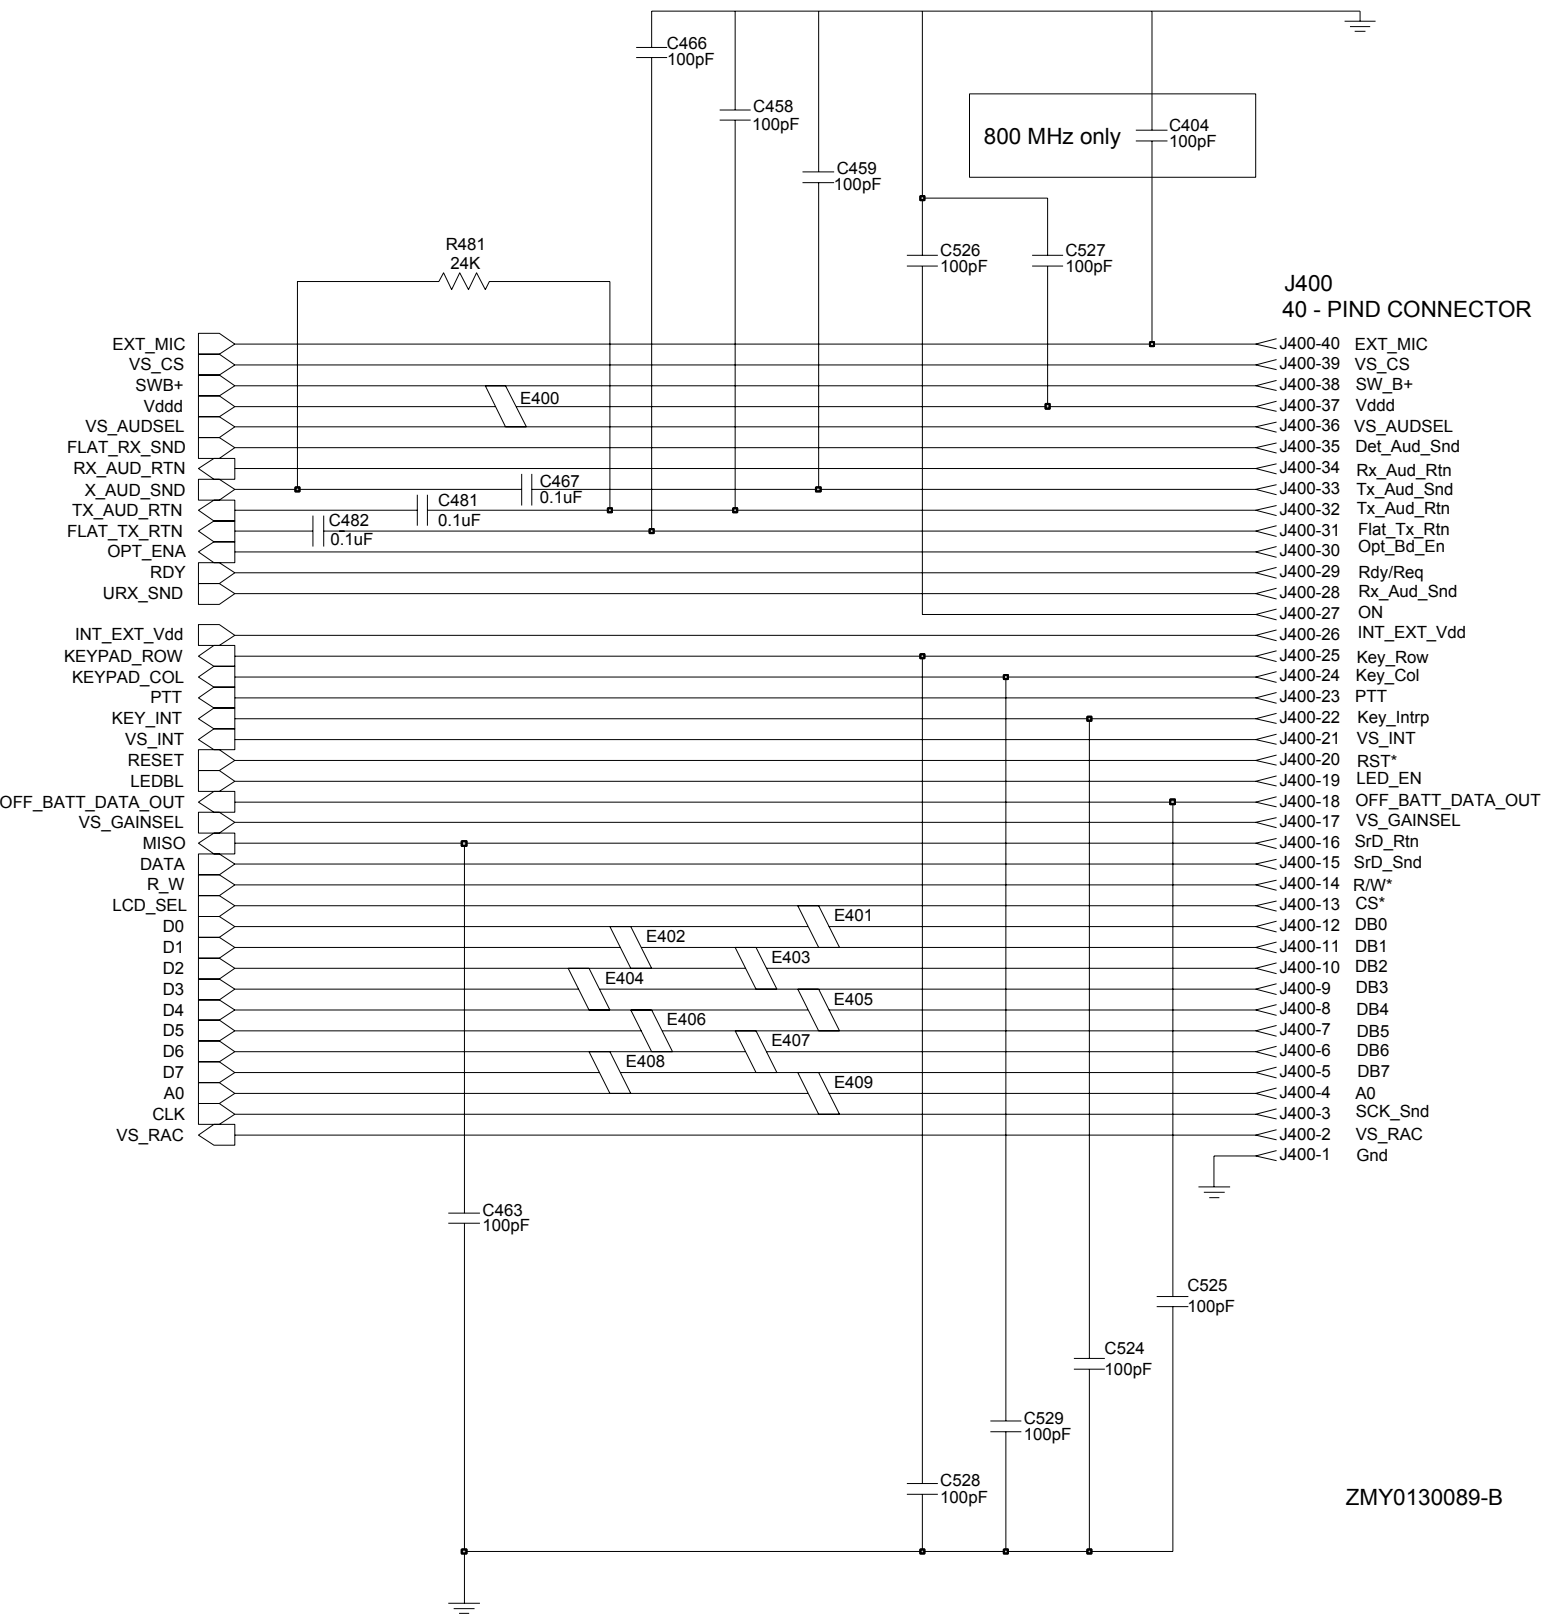 C466
100pF
C458
100pF
800 MHz only
C404
100pF
C459
100pF
R481
24K
C526
100pF
C527
100pF
J400
40 - PIND CONNECTOR
EXT_MIC J400-40 EXT_MIC
VS_CS J400-39 VS_CS
SWB+ J400-38 SW_B+
Vddd E400 J400-37 Vddd
VS_AUDSEL J400-36 VS_AUDSEL
FLAT_RX_SND J400-35 Det_Aud_Snd
RX_AUD_RTN J400-34 Rx_Aud_Rtn
X_AUD_SND C467 0.1uF J400-33 Tx_Aud_Snd
TX_AUD_RTN C481 0.1uF J400-32 Tx_Aud_Rtn
FLAT_TX_RTN C482 0.1uF J400-31 Flat_Tx_Rtn
OPT_ENA J400-30 Opt_Bd_En
RDY J400-29 Rdy/Req
URX_SND J400-28 Rx_Aud_Snd
J400-27 ON
INT_EXT_Vdd J400-26 INT_EXT_Vdd
KEYPAD_ROW J400-25 Key_Row
KEYPAD_COL J400-24 Key_Col
PTT J400-23 PTT
KEY_INT J400-22 Key_Intrp
VS_INT J400-21 VS_INT
RESET J400-20 RST*
LEDBL J400-19 LED_EN
OFF_BATT_DATA_OUT J400-18 OFF_BATT_DATA_OUT
VS_GAINSEL J400-17 VS_GAINSEL
MISO J400-16 SrD_Rtn
DATA J400-15 SrD_Snd
R_W J400-14 R/W*
LCD_SEL J400-13 CS*
D0 E401 J400-12 DB0
D1 E402 J400-11 DB1
D2 E403 J400-10 DB2
D3 E404 J400-9 DB3
D4 E405 J400-8 DB4
D5 E406 J400-7 DB5
D6 E407 J400-6 DB6
D7 E408 J400-5 DB7
A0 E409 J400-4 A0
CLK J400-3 SCK_Snd
VS_RAC J400-2 VS_RAC
J400-1 Gnd
C463
100pF
C525
100pF
C524
100pF
C529
100pF
C528
100pF
ZMY0130089-B